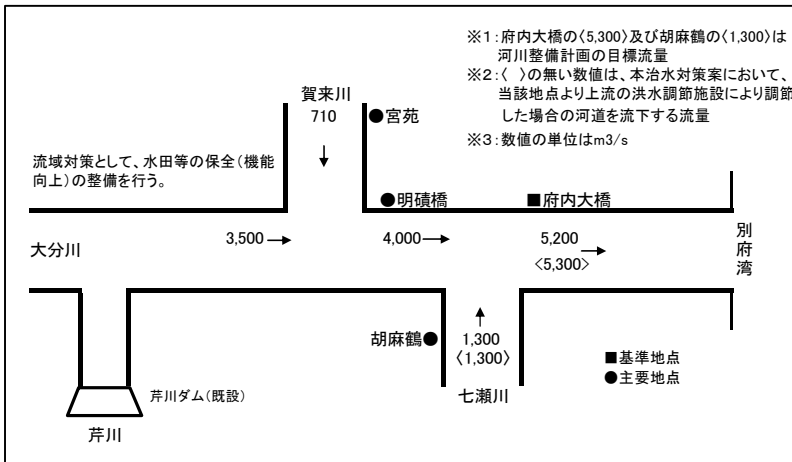 ※1：府内大橋の〈5,300〉及び胡麻鶴の〈1,300〉は
河川整備計画の目標流量
※2：〈　〉の無い数値は、本治水対策案において、
当該地点より上流の洪水調節施設により調節
した場合の河道を流下する流量
※3：数値の単位はm3/s
賀来川
710
●宮苑
↓
流域対策として、水田等の保全（機能
向上）の整備を行う。
●明磧橋
■府内大橋
大分川
3,500→
4,000→
5,200→
〈5,300〉
別府湾
胡麻鶴●
↑
1,300
〈1,300〉
七瀬川
■基準地点
●主要地点
芹川ダム（既設）
芹川